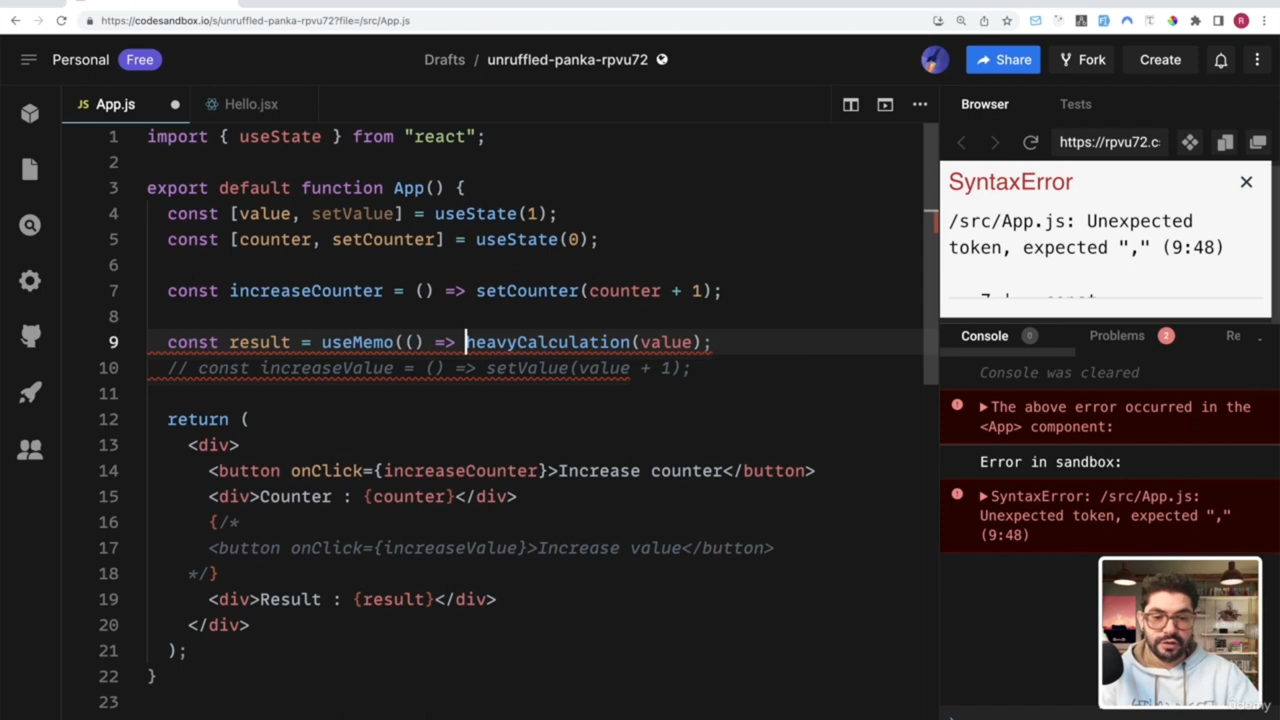 https://codesandbox.io/s/unruffled-panka-rpvu72?file=/src/App.js
R
Personal Free
Drafts / unruffled-panka-rpvu72
Share
Fork
Create
JS App.js
Hello.jsx
Browser
Tests
https://rpvu72.c
1 import { useState } from "react";
2
3 export default function App() {
4 const [value, setValue] = useState(1);
5 const [counter, setCounter] = useState(0);
6
7 const increaseCounter = () => setCounter(counter + 1);
8
9 const result = useMemo(() => heavyCalculation(value);
10 // const increaseValue = () => setValue(value + 1);
11
12 return (
13 <div>
14 <button onClick={increaseCounter}>Increase counter</button>
15 <div>Counter : {counter}</div>
16 {/*
17 <button onClick={increaseValue}>Increase value</button>
18 */}
19 <div>Result : {result}</div>
20 </div>
21 );
22 }
23
SyntaxError
/src/App.js: Unexpected
token, expected "," (9:48)
Console 0
Problems 2
Re
Console was cleared
The above error occurred in the
<App> component:
Error in sandbox:
SyntaxError: /src/App.js:
Unexpected token, expected ","
(9:48)
Udemy